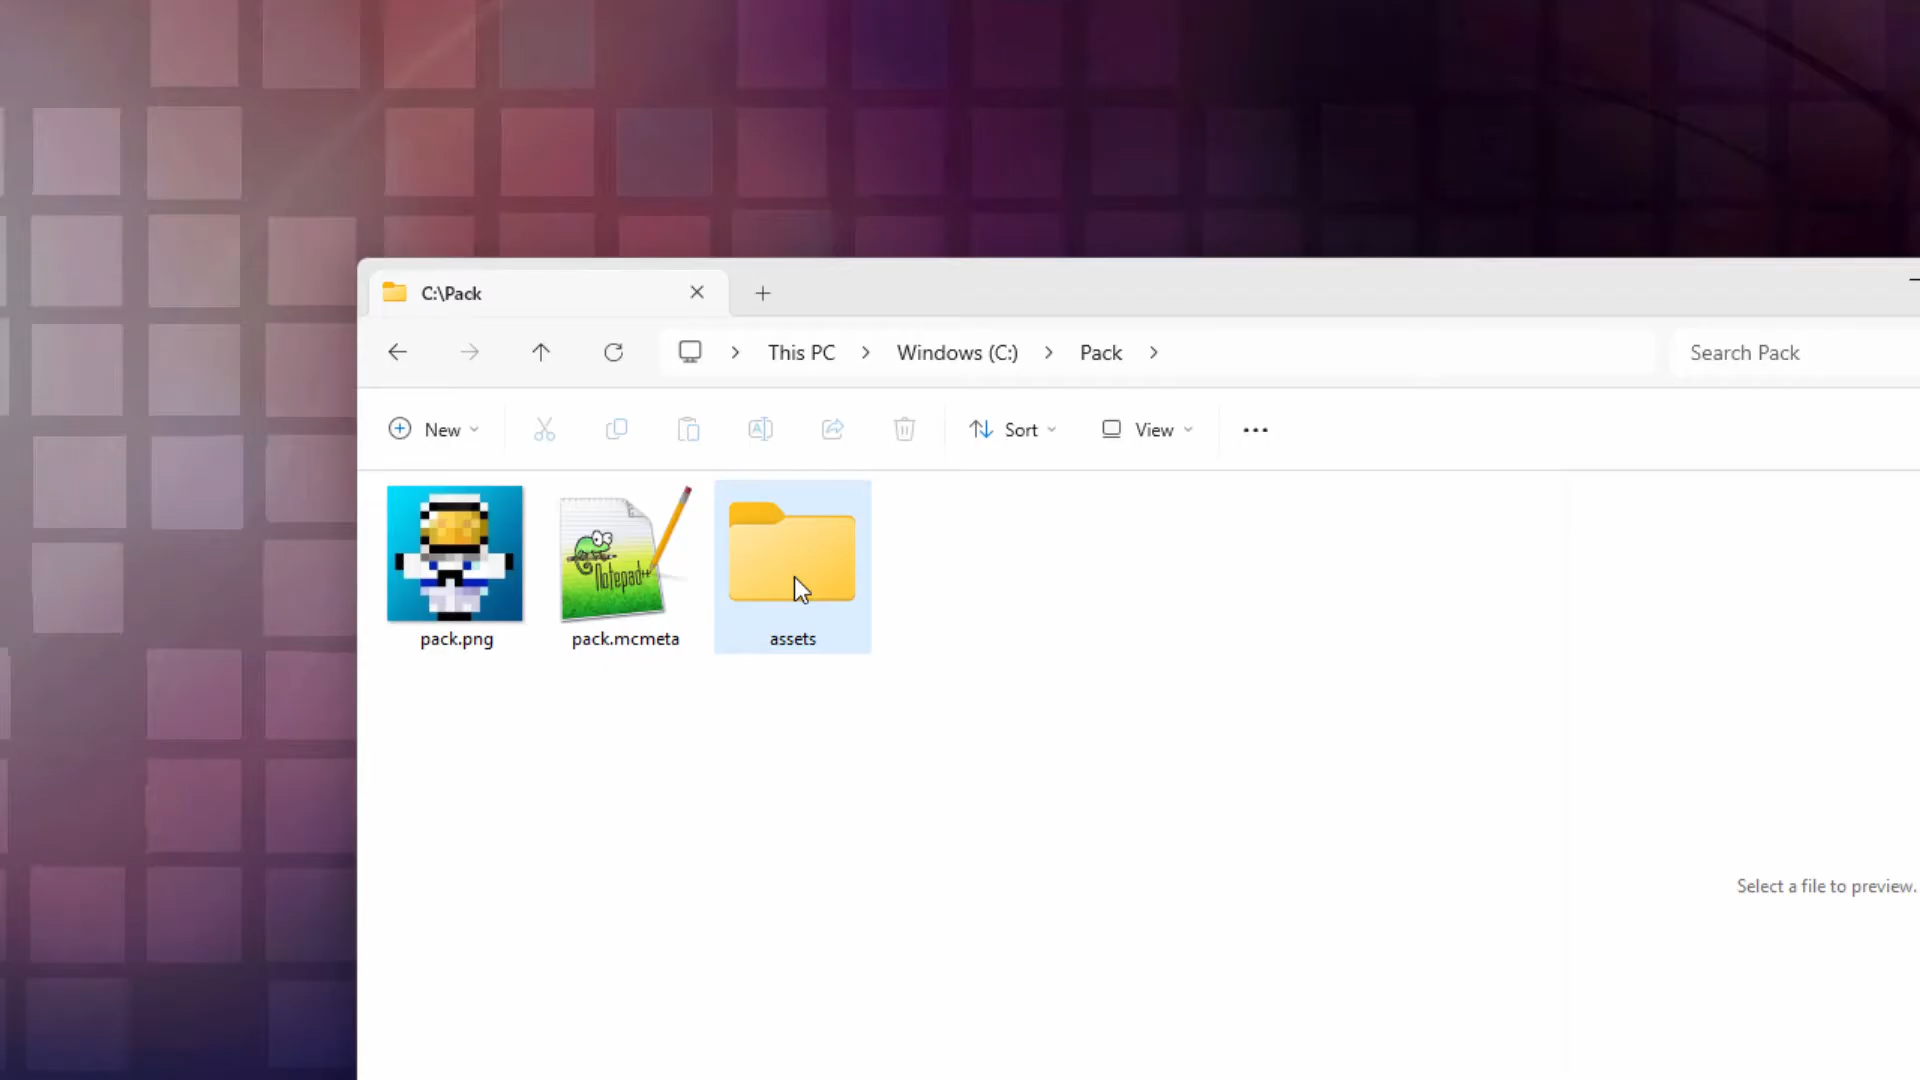 C:\Pack
This PC
Windows (C:)
Pack
Search Pack
New
Sort
View
Notepad++
pack.png
pack.mcmeta
assets
Select a file to preview.